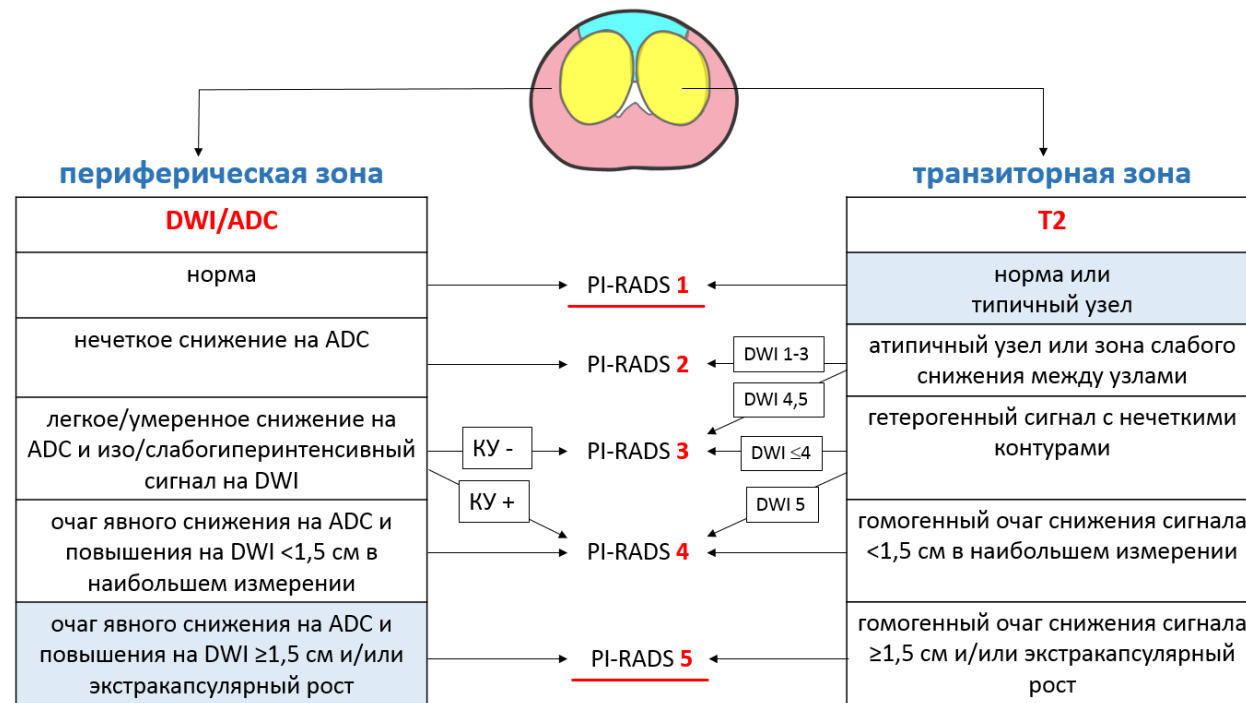 периферическая зона
DWI/ADC
норма
нечеткое снижение на ADC
легкое/умеренное снижение на
ADC и изо/слабогиперинтенсивный
сигнал на DWI
очаг явного снижения на ADC и
повышения на DWI <1,5 см в
наибольшем измерении
очаг явного снижения на ADC и
повышения на DWI ≥1,5 см и/или
экстракапсулярный рост
КУ -
КУ +
PI-RADS 1
PI-RADS 2
PI-RADS 3
PI-RADS 4
PI-RADS 5
DWI 1-3
DWI 4,5
DWI ≤4
DWI 5
транзиторная зона
T2
норма или
типичный узел
атипичный узел или зона слабого
снижения между узлами
гетерогенный сигнал с нечеткими
контурами
гомогенный очаг снижения сигнала
<1,5 см в наибольшем измерении
гомогенный очаг снижения сигнала
≥1,5 см и/или экстракапсулярный
рост